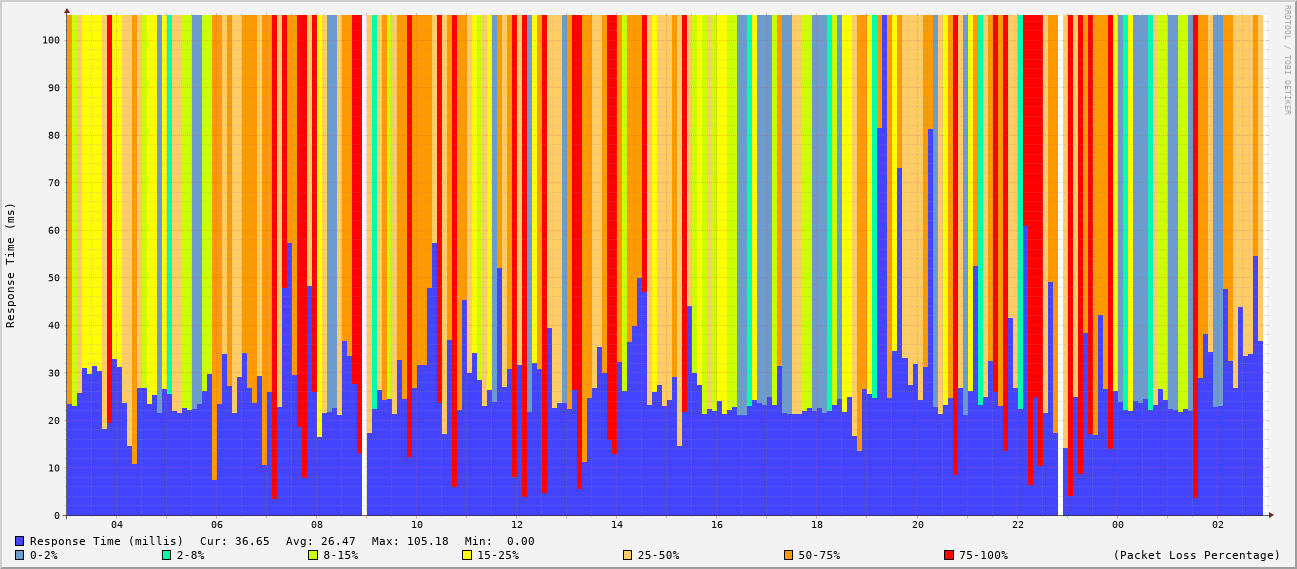 RRDTOOL / TOBI OETIKER
Response Time (ms)
100
90
80
70
60
50
40
30
20
10
0
04 06 08 10 12 14 16 18 20 22 00 02
Response Time (millis) Cur: 36.65 Avg: 26.47 Max: 105.18 Min: 0.00
0-2% 2-8% 8-15% 15-25% 25-50% 50-75% 75-100% (Packet Loss Percentage)